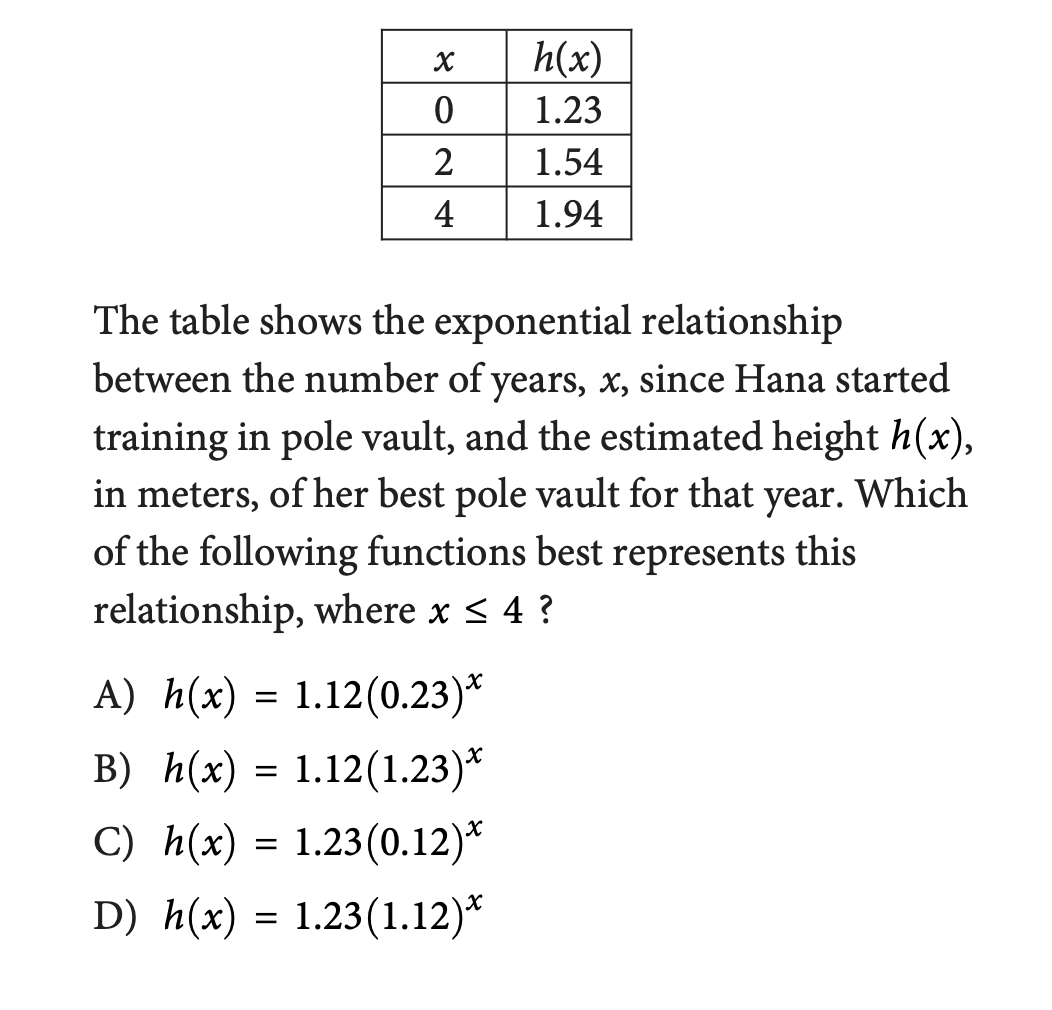 x h(x)
0 1.23
2 1.54
4 1.94
The table shows the exponential relationship
between the number of years, x, since Hana started
training in pole vault, and the estimated height h(x),
in meters, of her best pole vault for that year. Which
of the following functions best represents this
relationship, where x ≤ 4 ?
A) h(x) = 1.12(0.23)ˣ
B) h(x) = 1.12(1.23)ˣ
C) h(x) = 1.23(0.12)ˣ
D) h(x) = 1.23(1.12)ˣ